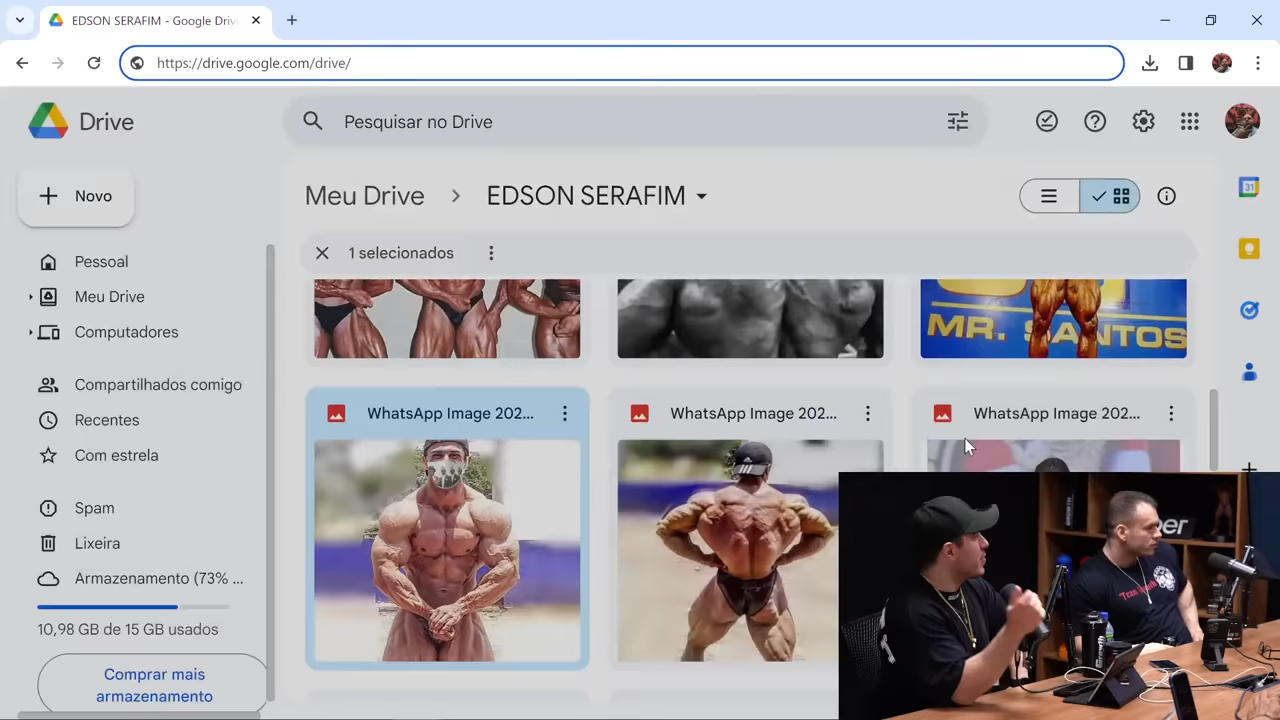 EDSON SERAFIM - Google Driv
https://drive.google.com/drive/
Drive
Pesquisar no Drive
Novo
Meu Drive > EDSON SERAFIM
31
1 selecionados
Pessoal
Meu Drive
Computadores
Compartilhados comigo
Recentes
Com estrela
Spam
Lixeira
Armazenamento (73% ...
10,98 GB de 15 GB usados
Comprar mais
armazenamento
MR. SANTOS
WhatsApp Image 202...
WhatsApp Image 202...
WhatsApp Image 202...